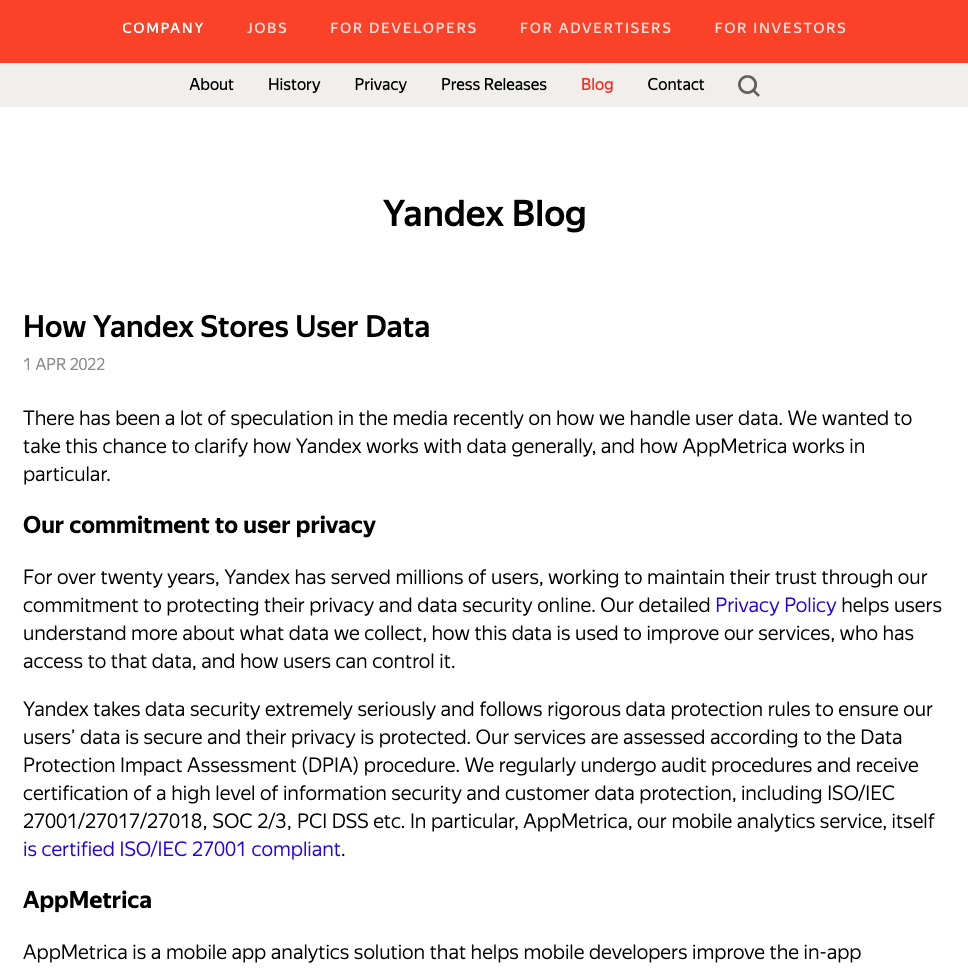 COMPANY JOBS FOR DEVELOPERS FOR ADVERTISERS FOR INVESTORS
About History Privacy Press Releases Blog Contact
Yandex Blog
How Yandex Stores User Data
1 APR 2022
There has been a lot of speculation in the media recently on how we handle user data. We wanted to
take this chance to clarify how Yandex works with data generally, and how AppMetrica works in
particular.
Our commitment to user privacy
For over twenty years, Yandex has served millions of users, working to maintain their trust through our
commitment to protecting their privacy and data security online. Our detailed Privacy Policy helps users
understand more about what data we collect, how this data is used to improve our services, who has
access to that data, and how users can control it.
Yandex takes data security extremely seriously and follows rigorous data protection rules to ensure our
users’ data is secure and their privacy is protected. Our services are assessed according to the Data
Protection Impact Assessment (DPIA) procedure. We regularly undergo audit procedures and receive
certification of a high level of information security and customer data protection, including ISO/IEC
27001/27017/27018, SOC 2/3, PCI DSS etc. In particular, AppMetrica, our mobile analytics service, itself
is certified ISO/IEC 27001 compliant.
AppMetrica
AppMetrica is a mobile app analytics solution that helps mobile developers improve the in-app